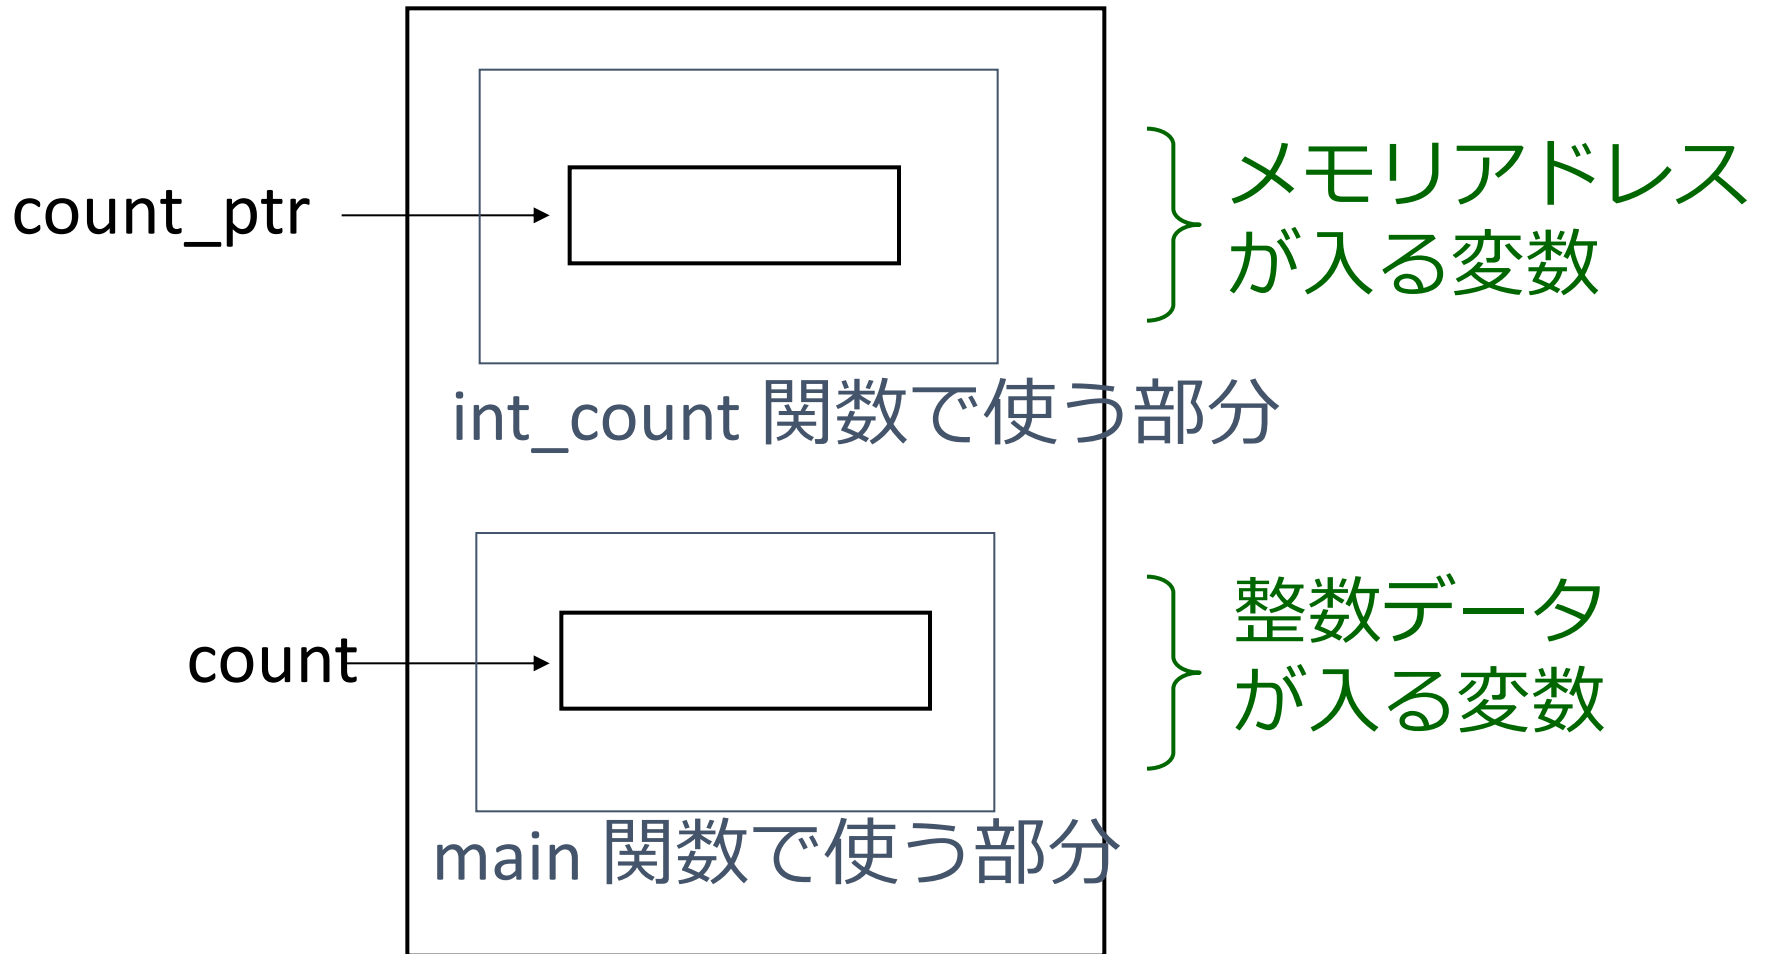 count_ptr
メモリアドレス
が入る変数
int_count 関数で使う部分
count
整数データ
が入る変数
main 関数で使う部分